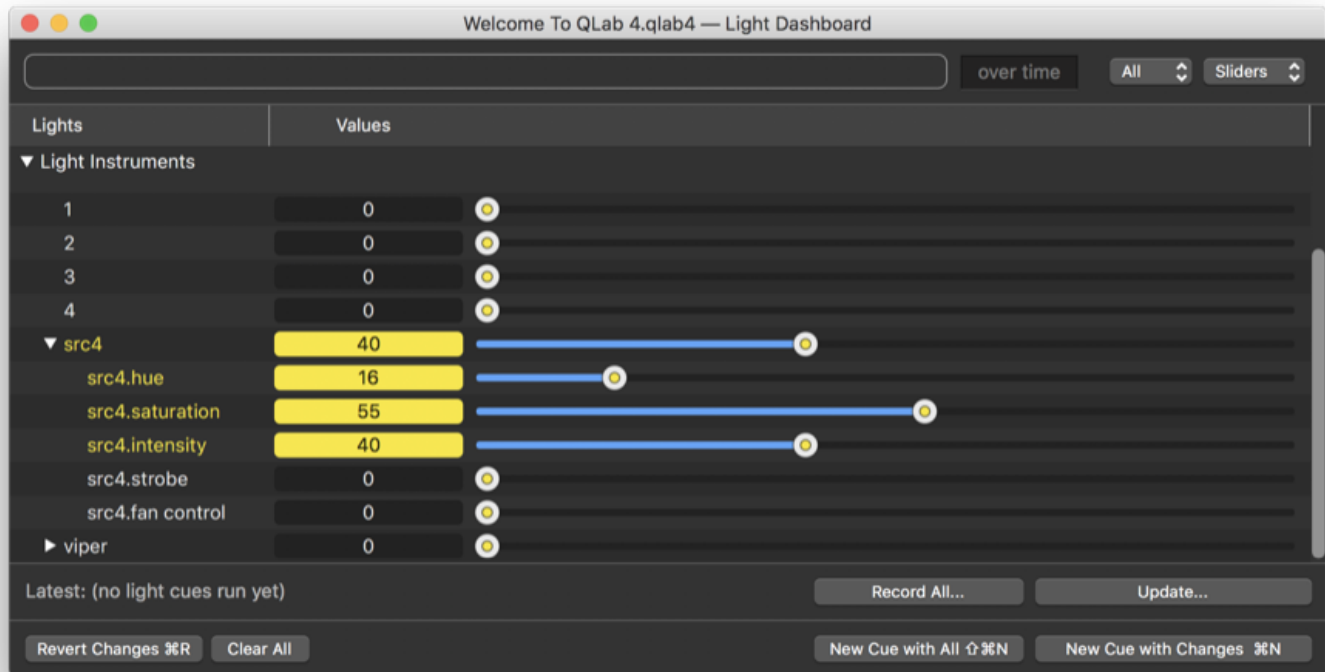 Welcome To QLab 4.qlab4 — Light Dashboard
over time All Sliders
Lights Values
Light Instruments
1 0
2 0
3 0
4 0
src4 40
src4.hue 16
src4.saturation 55
src4.intensity 40
src4.strobe 0
src4.fan control 0
viper 0
Latest: (no light cues run yet) Record All... Update...
Revert Changes ⌘R Clear All New Cue with All ⇧⌘N New Cue with Changes ⌘N